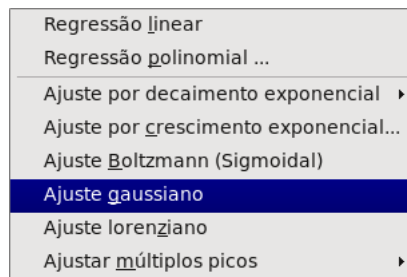 Regressão linear
Regressão polinomial ...
Ajuste por decaimento exponencial
Ajuste por crescimento exponencial...
Ajuste Boltzmann (Sigmoidal)
Ajuste gaussiano
Ajuste lorenziano
Ajustar múltiplos picos